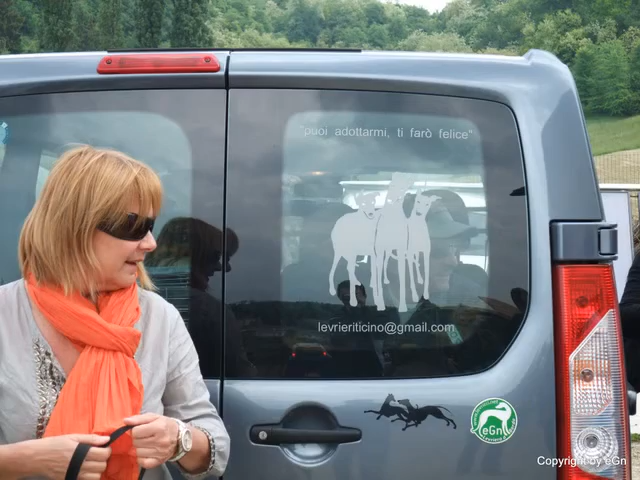 "puoi adottarmi, ti farò felice"
levrieriticino@gmail.com
eGn
Copyright by eGn